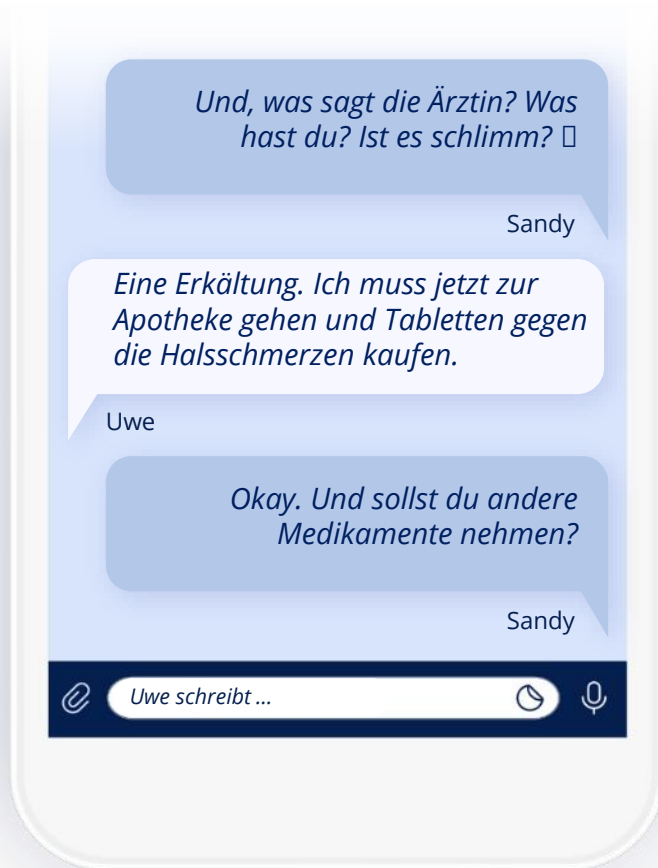 Und, was sagt die Ärztin? Was
hast du? Ist es schlimm? 
Sandy
Eine Erkältung. Ich muss jetzt zur
Apotheke gehen und Tabletten gegen
die Halsschmerzen kaufen.
Uwe
Okay. Und sollst du andere
Medikamente nehmen?
Sandy
Uwe schreibt ...